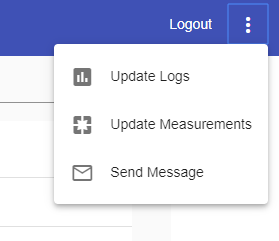 Logout
Update Logs
Update Measurements
Send Message